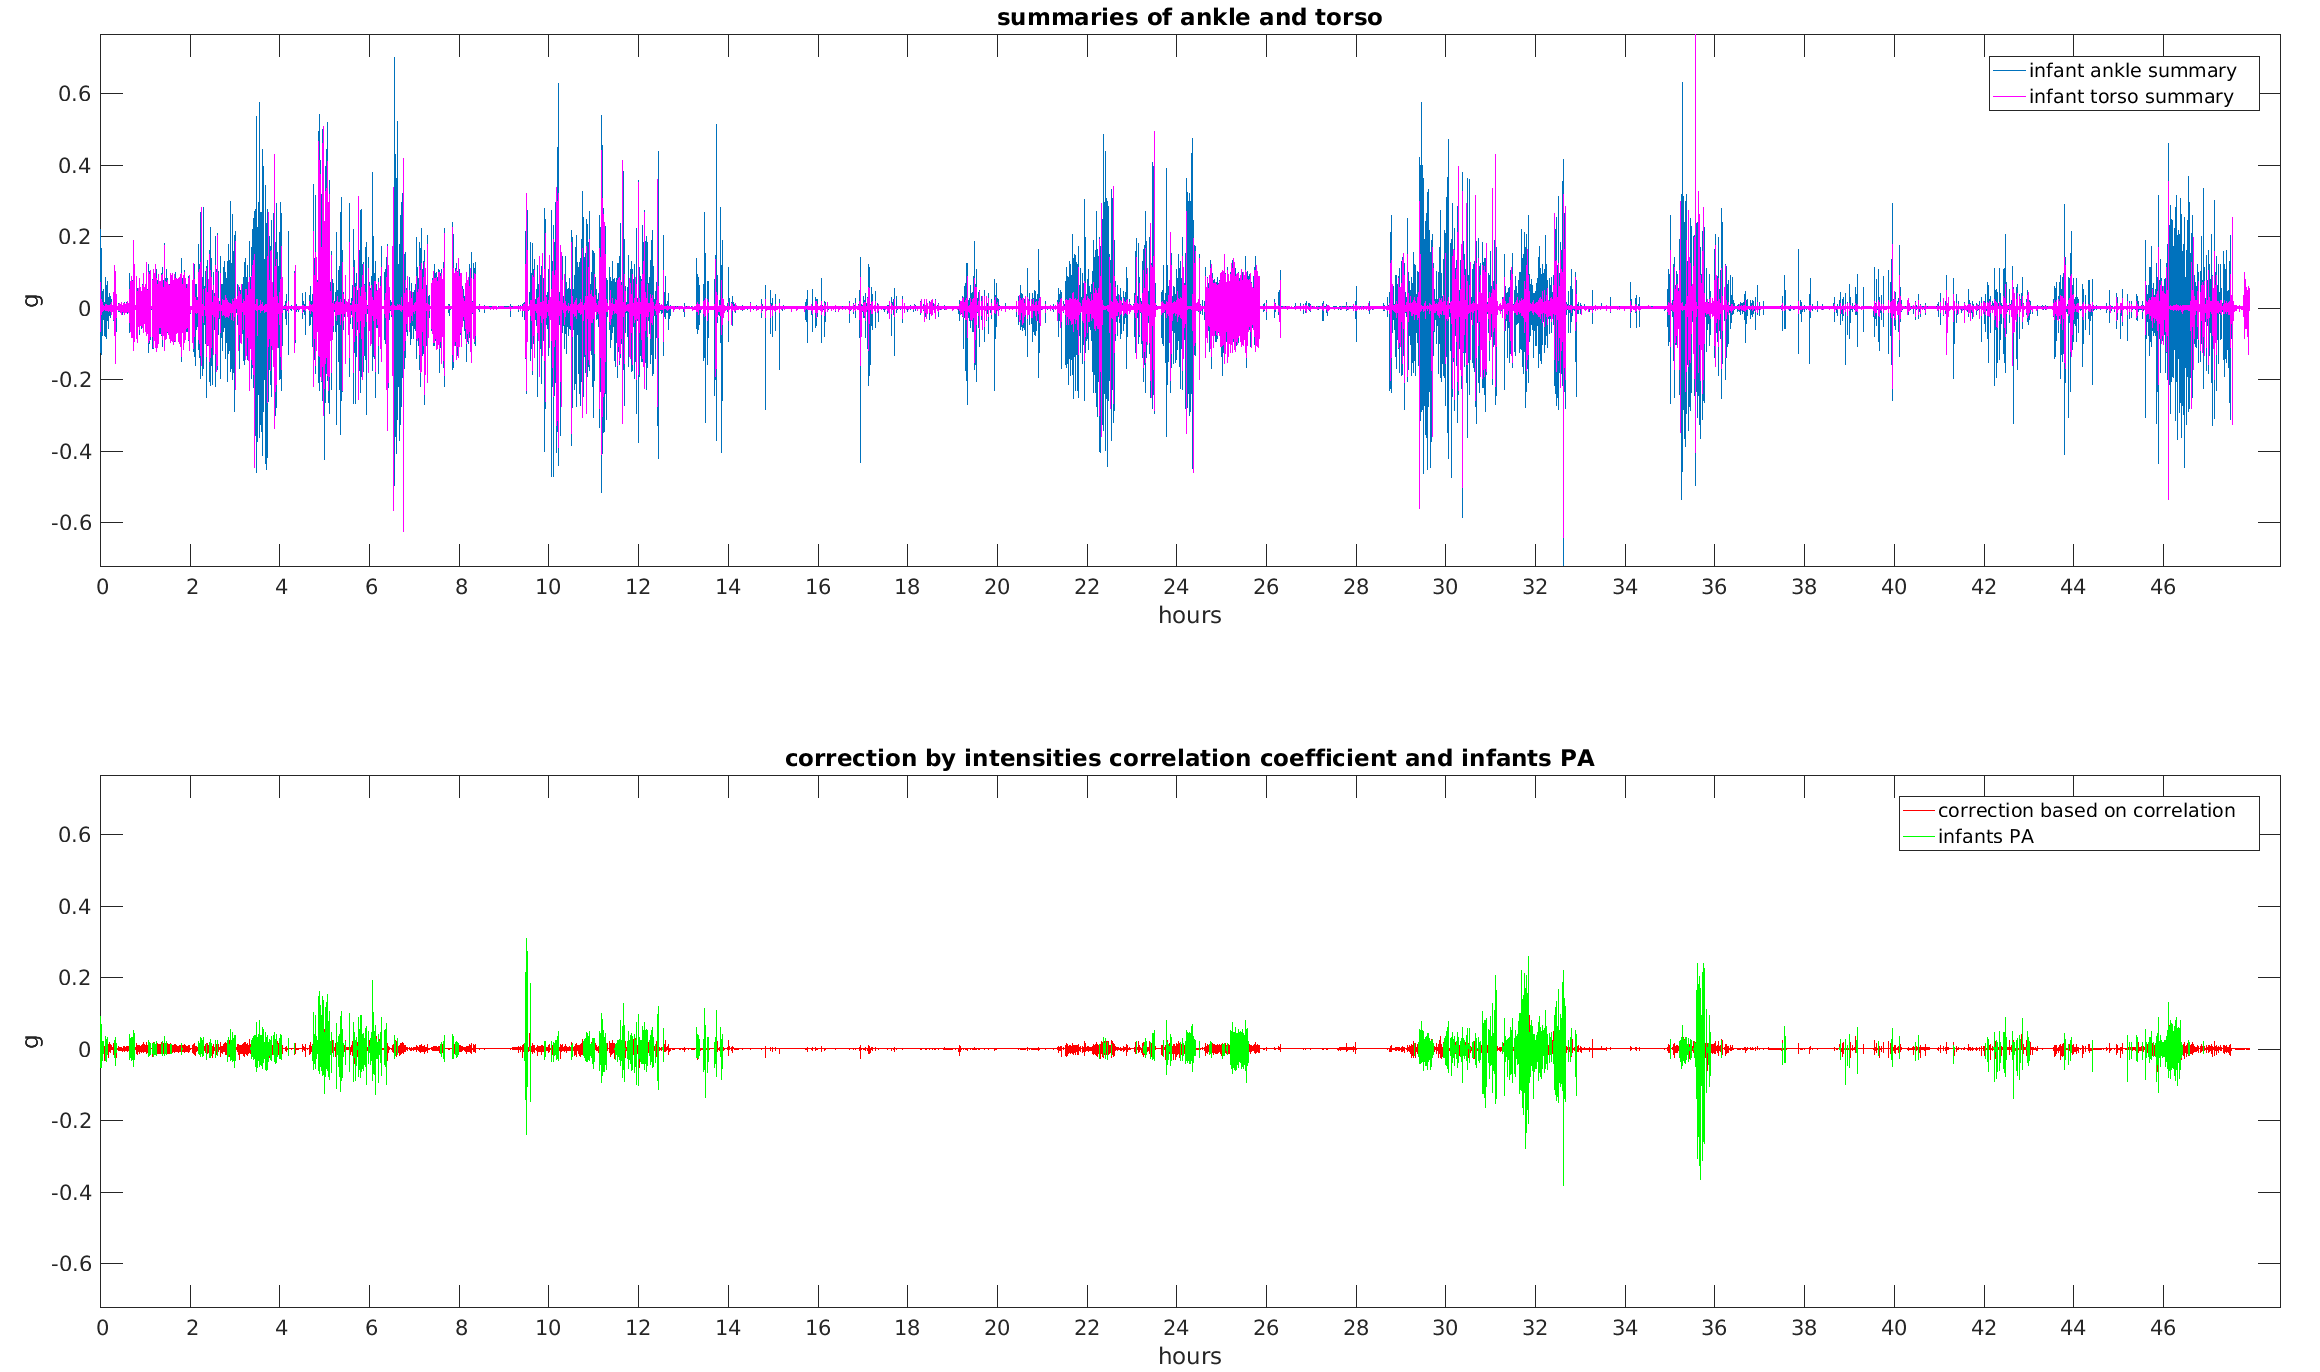 summaries of ankle and torso
infant ankle summary
infant torso summary
0.6
0.4
0.2
0
-0.2
-0.4
-0.6
g
0 2 4 6 8 10 12 14 16 18 20 22 24 26 28 30 32 34 36 38 40 42 44 46
hours
correction by intensities correlation coefficient and infants PA
correction based on correlation
infants PA
0.6
0.4
0.2
0
-0.2
-0.4
-0.6
g
0 2 4 6 8 10 12 14 16 18 20 22 24 26 28 30 32 34 36 38 40 42 44 46
hours